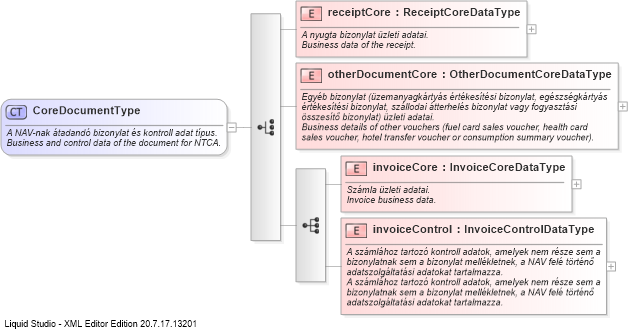 E receiptCore : ReceiptCoreDataType
A nyugta bizonylat üzleti adatai.
Business data of the receipt.
E otherDocumentCore : OtherDocumentCoreDataType
Egyéb bizonylat (üzemanyagkártyás értékesítési bizonylat, egészségkártyás
értékesítési bizonylat, szállodai átterhelés bizonylat vagy fogyasztási
összesítő bizonylat) üzleti adatai.
Business details of other vouchers (fuel card sales voucher, health card
sales voucher, hotel transfer voucher or consumption summary voucher).
CT CoreDocumentType
A NAV-nak átadandó bizonylat és kontroll adat típus.
Business and control data of the document for NTCA.
E invoiceCore : InvoiceCoreDataType
Számla üzleti adatai.
Invoice business data.
E invoiceControl : InvoiceControlDataType
A számlához tartozó kontroll adatok, amelyek nem része sem a
bizonylatnak sem a bizonylat mellékletnek, a NAV felé történő
adatszolgáltatási adatokat tartalmazza.
A számlához tartozó kontroll adatok, amelyek nem része sem a
bizonylatnak sem a bizonylat mellékletnek, a NAV felé történő
adatszolgáltatási adatokat tartalmazza.
Liquid Studio - XML Editor Edition 20.7.17.13201